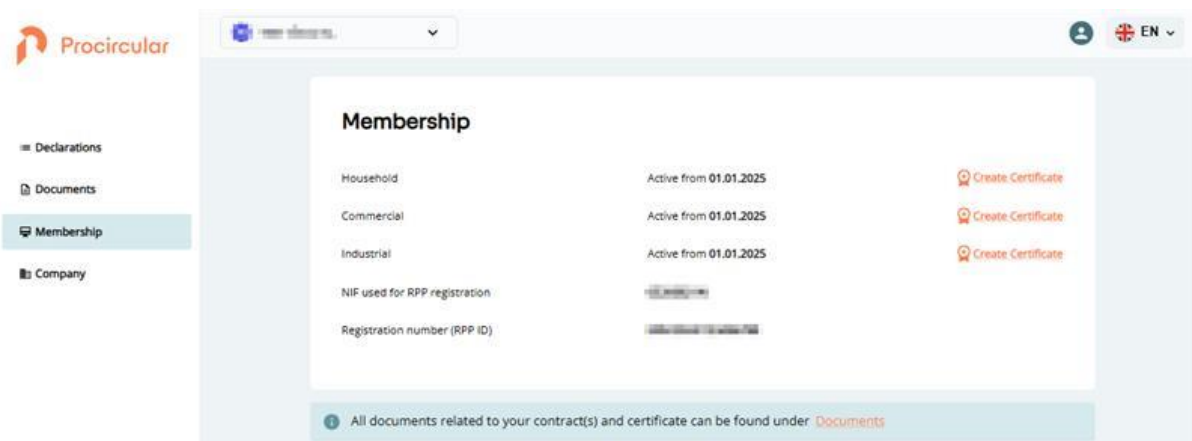 Procircular
EN
Declarations
Documents
Membership
Company
Membership
Household Active from 01.01.2025 Create Certificate
Commercial Active from 01.01.2025 Create Certificate
Industrial Active from 01.01.2025 Create Certificate
NIF used for RPP registration
Registration number (RPP ID)
All documents related to your contract(s) and certificate can be found under Documents